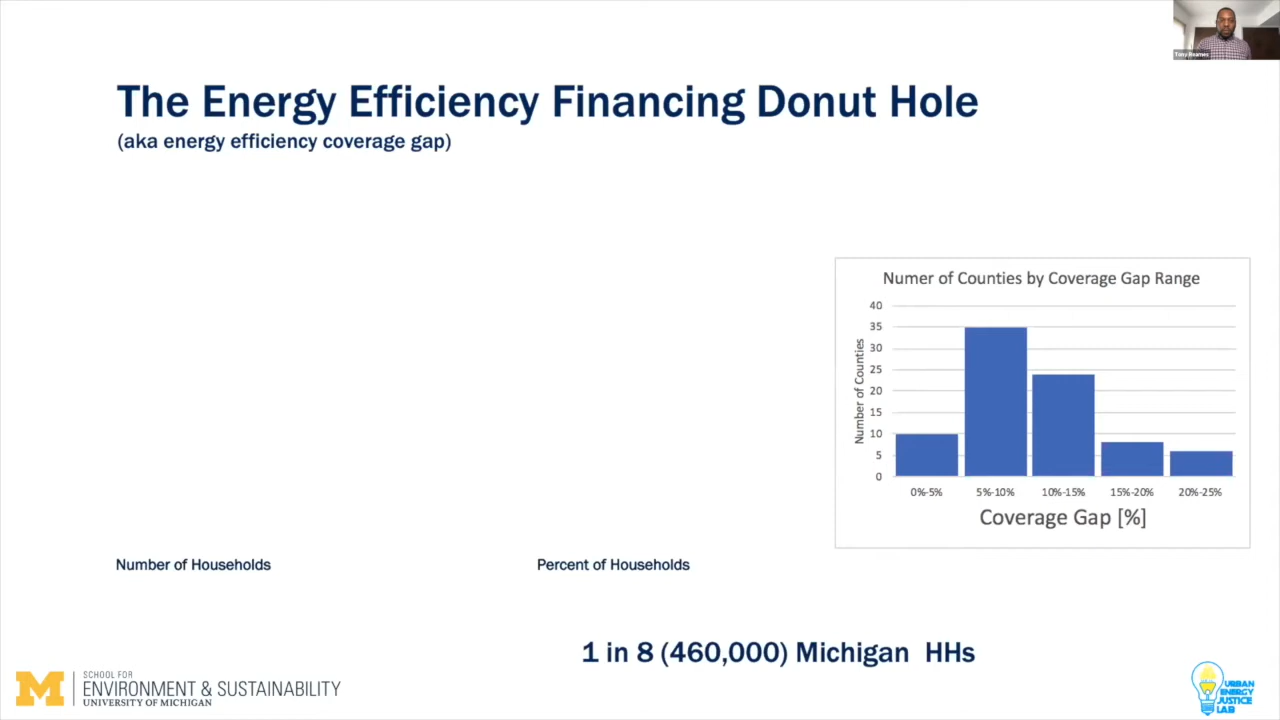 Tony Reames
The Energy Efficiency Financing Donut Hole
(aka energy efficiency coverage gap)
Numer of Counties by Coverage Gap Range
Number of Counties
40
35
30
25
20
15
10
5
0
0%-5% 5%-10% 10%-15% 15%-20% 20%-25%
Coverage Gap [%]
Number of Households
Percent of Households
1 in 8 (460,000) Michigan HHs
M
SCHOOL FOR
ENVIRONMENT & SUSTAINABILITY
UNIVERSITY OF MICHIGAN
URBAN
ENERGY
JUSTICE
LAB